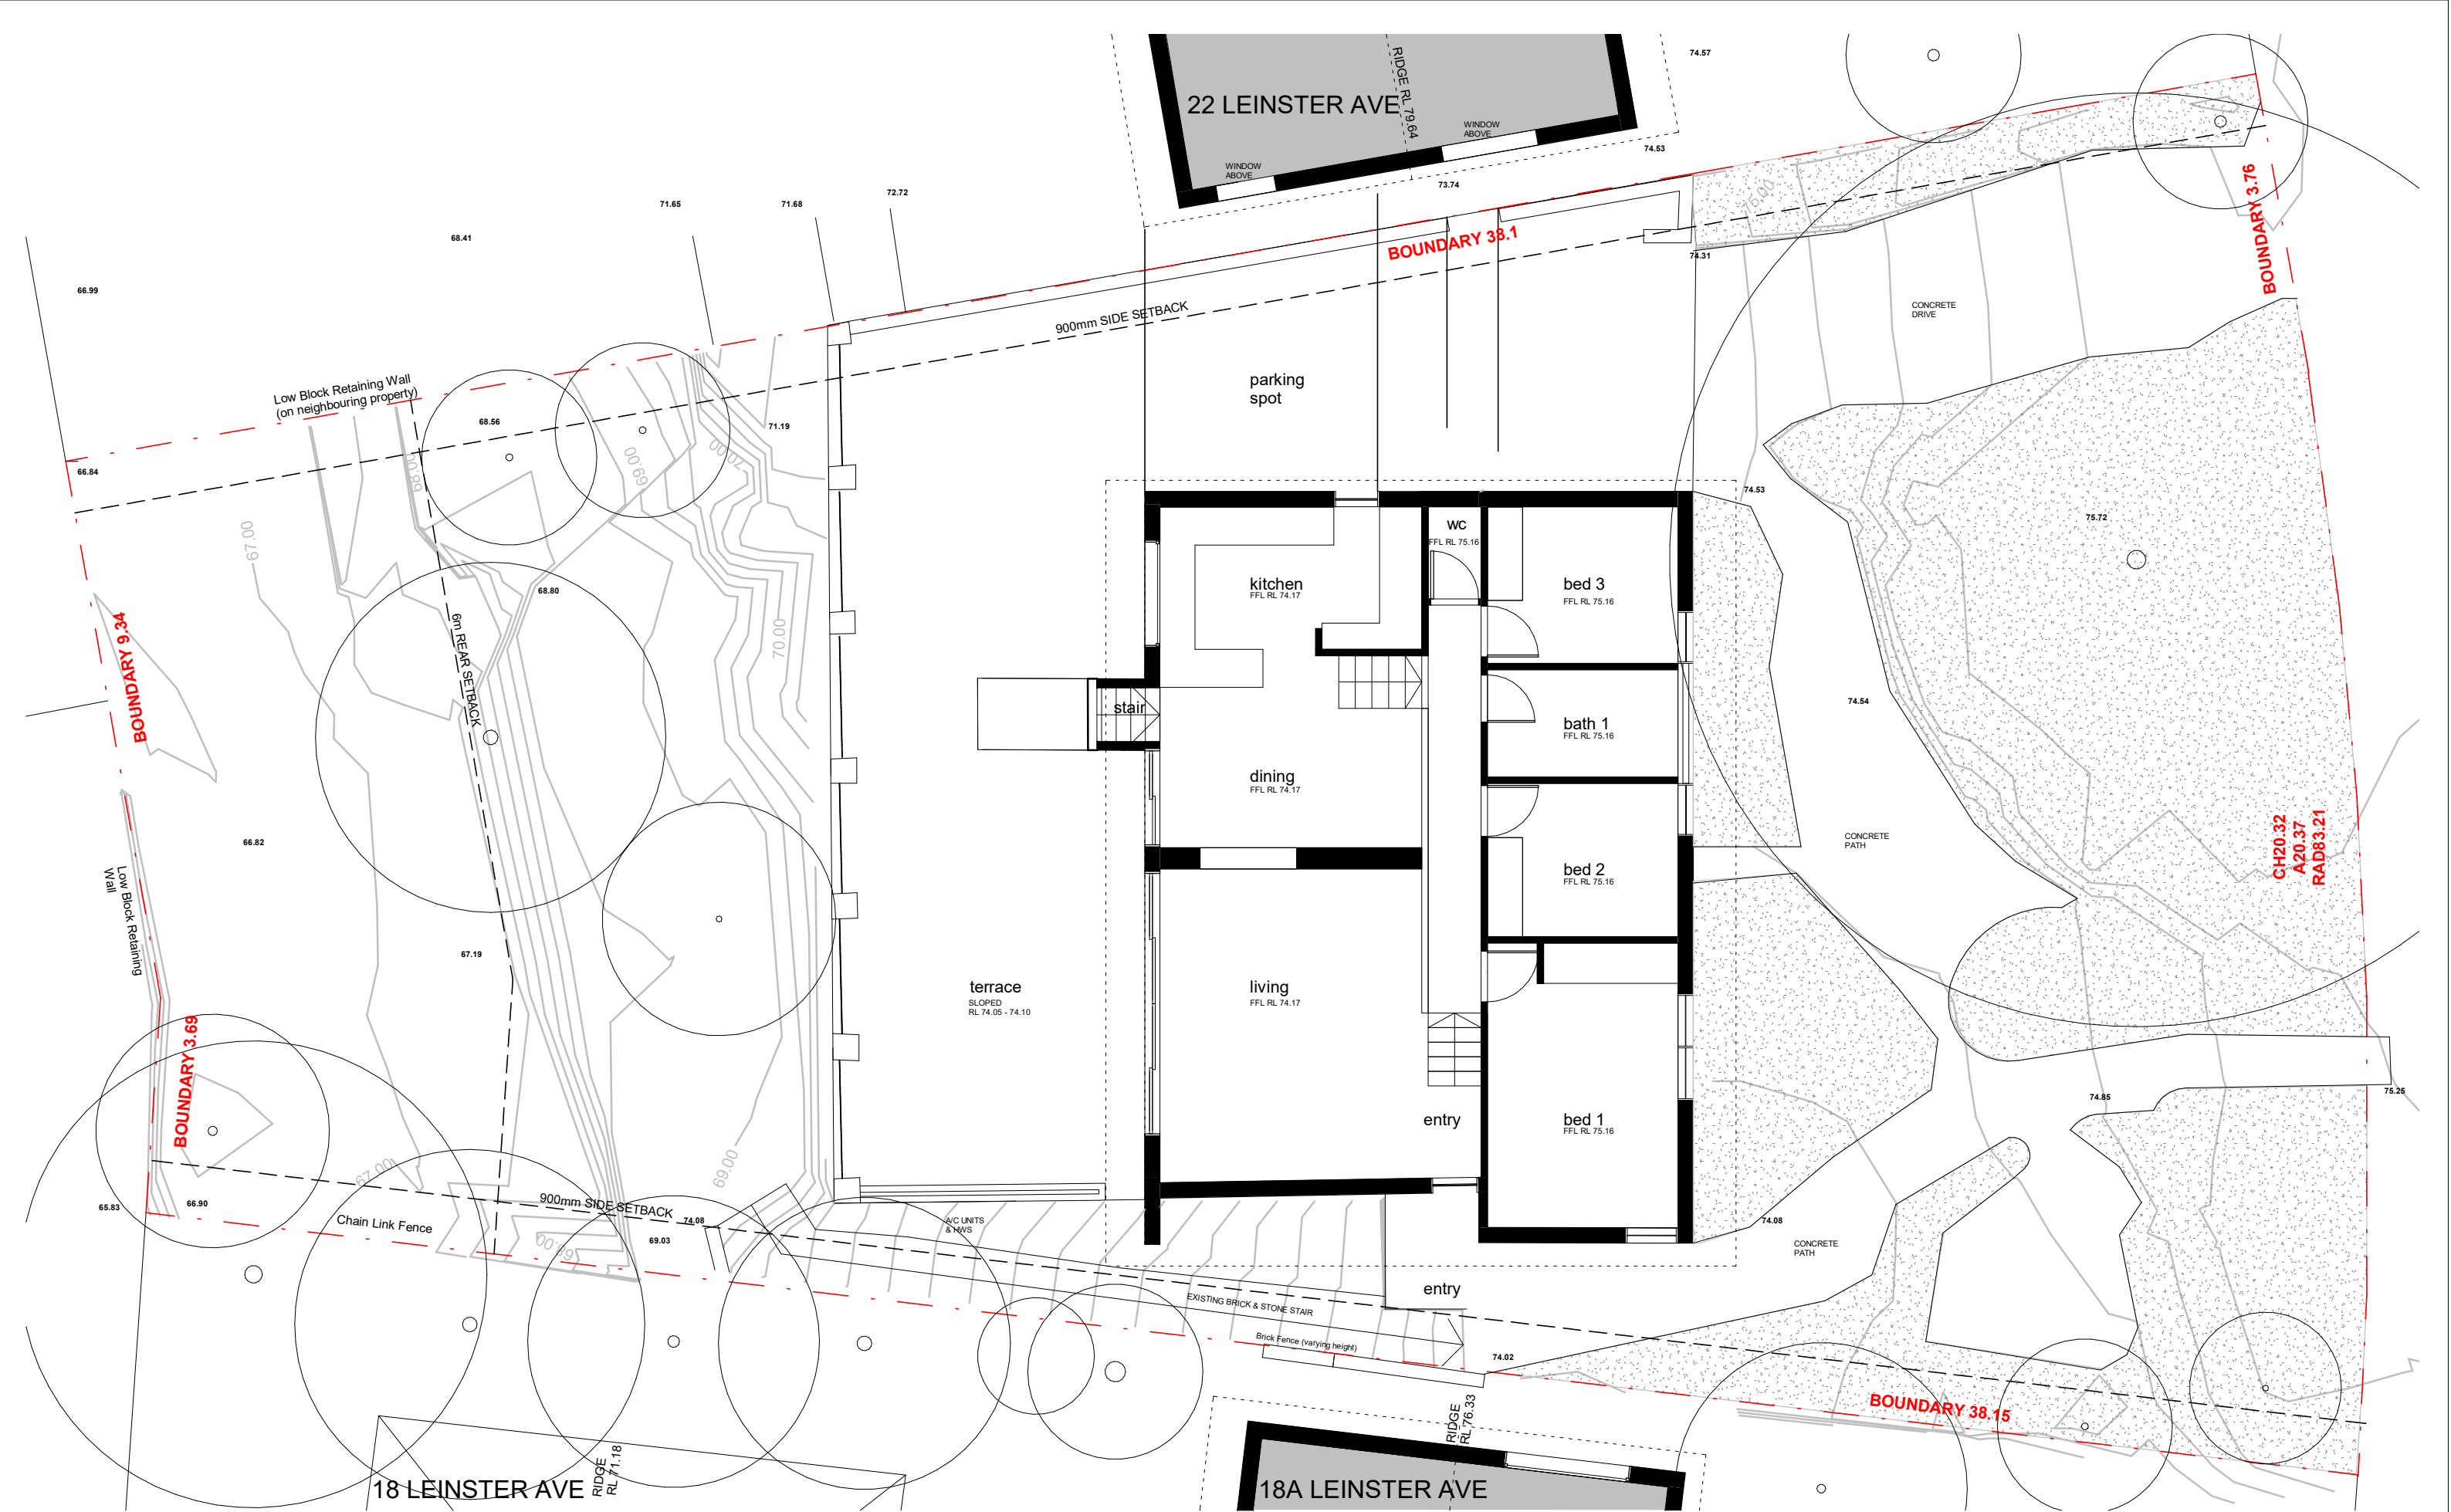 74.57
RIDGE RL 79.64
22 LEINSTER AVE
WINDOW
ABOVE
WINDOW
ABOVE
74.53
73.74
71.65
71.68
72.72
68.41
66.99
BOUNDARY 38.1
75.00
74.31
BOUNDARY 3.76
CONCRETE
DRIVE
900mm SIDE SETBACK
Low Block Retaining Wall
(on neighbouring property)
parking
spot
68.56
71.19
66.84
68.00
69.00
70.00
67.00
74.53
75.72
wc
FFL RL 75.16
kitchen
FFL RL 74.17
bed 3
FFL RL 75.16
68.80
BOUNDARY 9.34
6m REAR SETBACK
70.00
stair
bath 1
FFL RL 75.16
74.54
dining
FFL RL 74.17
66.82
CONCRETE
PATH
CH20.32
A20.37
RAD83.21
bed 2
FFL RL 75.16
Low Block Retaining
Wall
67.19
terrace
SLOPED
RL 74.05 - 74.10
living
FFL RL 74.17
BOUNDARY 3.69
75.25
74.85
entry
bed 1
FFL RL 75.16
67.00
69.00
65.83
66.90
900mm SIDE SETBACK
Chain Link Fence
74.08
69.03
68.00
A/C UNITS
& HWS
74.08
CONCRETE
PATH
entry
EXISTING BRICK & STONE STAIR
Brick Fence (varying height)
74.02
BOUNDARY 38.15
RIDGE
RL 76.33
RIDGE
RL 71.18
18 LEINSTER AVE
18A LEINSTER AVE